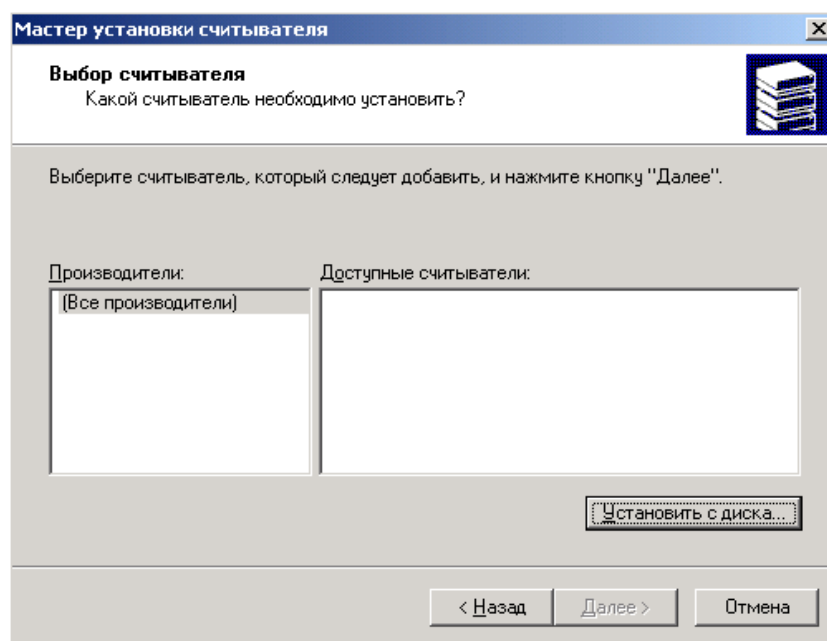 Мастер установки считывателя
Выбор считывателя
Какой считыватель необходимо установить?
Выберите считыватель, который следует добавить, и нажмите кнопку "Далее".
Производители:
Доступные считыватели:
(Все производители)
Установить с диска...
< Назад
Далее >
Отмена